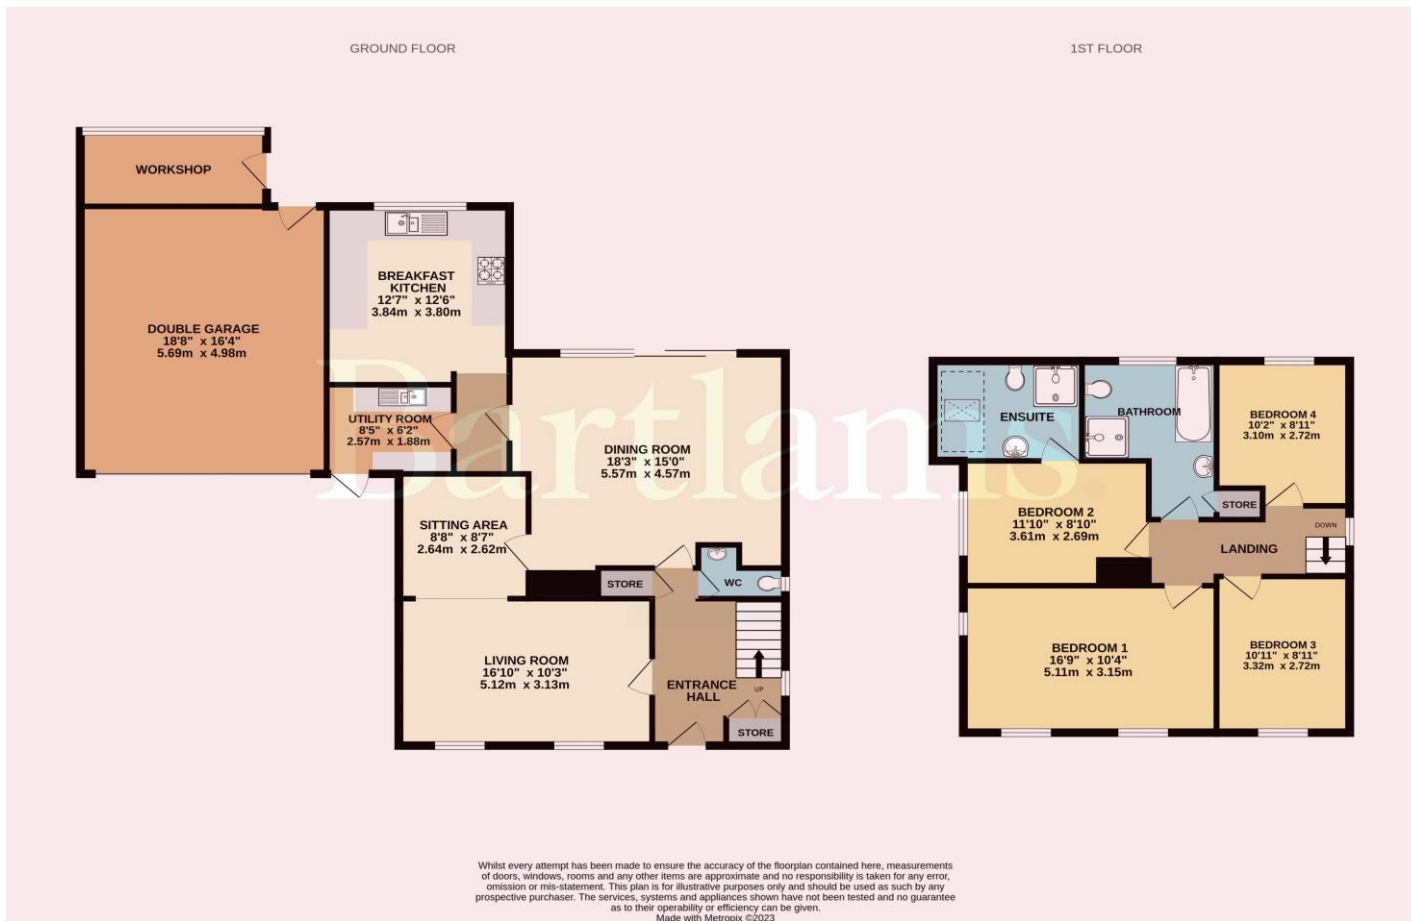 GROUND FLOOR
1ST FLOOR
WORKSHOP
DOUBLE GARAGE
18'8" x 16'4"
5.69m x 4.98m
BREAKFAST
KITCHEN
12'7" x 12'6"
3.84m x 3.80m
UTILITY ROOM
8'5" x 6'2"
2.57m x 1.88m
DINING ROOM
18'3" x 15'0"
5.57m x 4.57m
SITTING AREA
8'8" x 8'7"
2.64m x 2.62m
STORE
WC
LIVING ROOM
16'10" x 10'3"
5.12m x 3.13m
ENTRANCE
HALL
UP
STORE
ENSUITE
BATHROOM
BEDROOM 4
10'2" x 8'11"
3.10m x 2.72m
BEDROOM 2
11'10" x 8'10"
3.61m x 2.69m
STORE
DOWN
LANDING
BEDROOM 1
16'9" x 10'4"
5.11m x 3.15m
BEDROOM 3
10'11" x 8'11"
3.32m x 2.72m
Bartlams.
Whilst every attempt has been made to ensure the accuracy of the floorplan contained here, measurements
of doors, windows, rooms and any other items are approximate and no responsibility is taken for any error,
omission or mis-statement. This plan is for illustrative purposes only and should be used as such by any
prospective purchaser. The services, systems and appliances shown have not been tested and no guarantee
as to their operability or efficiency can be given.
Made with Metropix ©2023